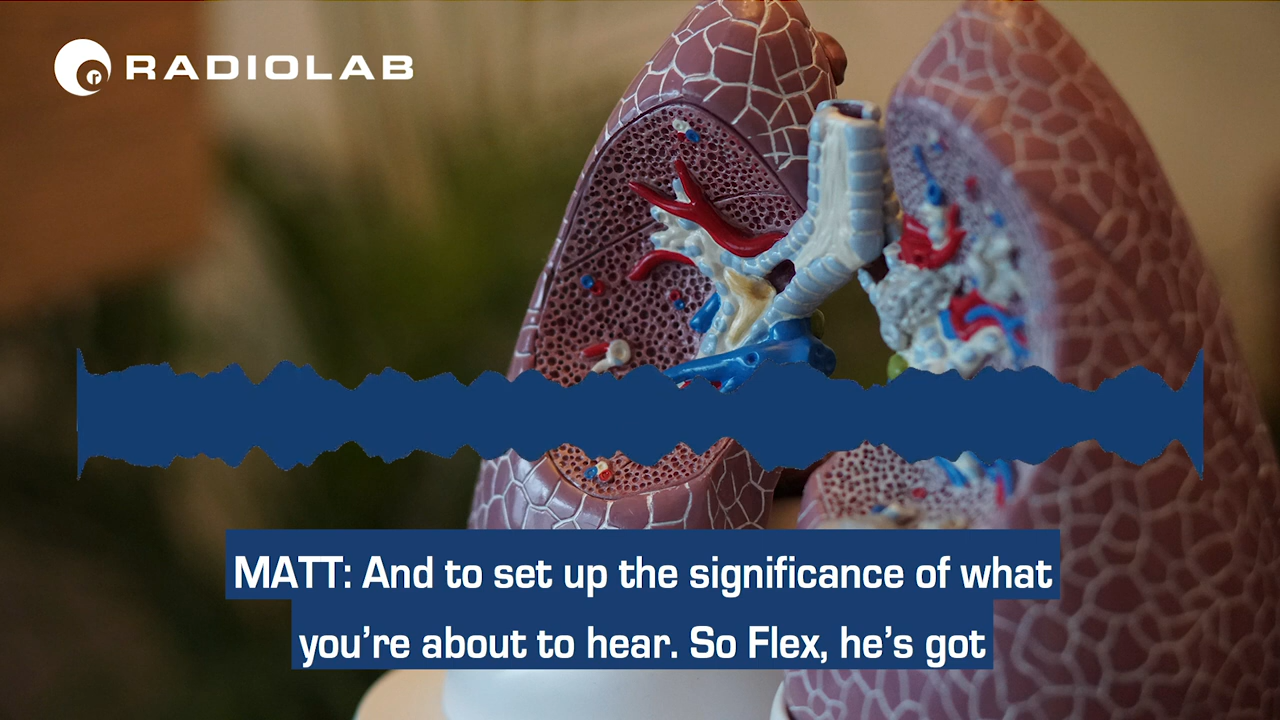 RADIOLAB
MATT: And to set up the significance of what
you're about to hear. So Flex, he's got